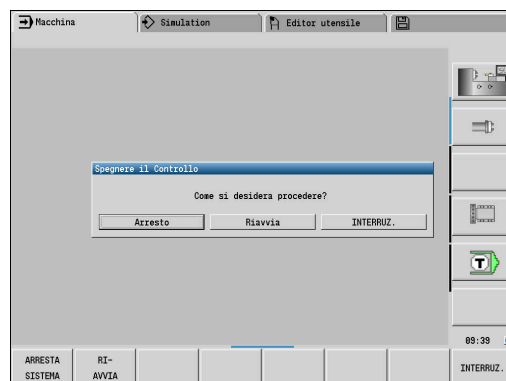 Macchina
Simulation
Editor utensile
Spegnere il Controllo
Come si desidera procedere?
Arresto
Riavvia
INTERRUZ.
T
09:39
ARRESTA
SISTEMA
RI-
AVVIA
INTERRUZ.